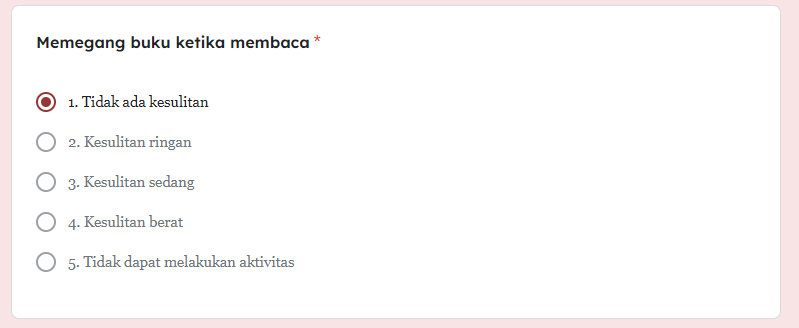 Memegang buku ketika membaca *
1. Tidak ada kesulitan
2. Kesulitan ringan
3. Kesulitan sedang
4. Kesulitan berat
5. Tidak dapat melakukan aktivitas